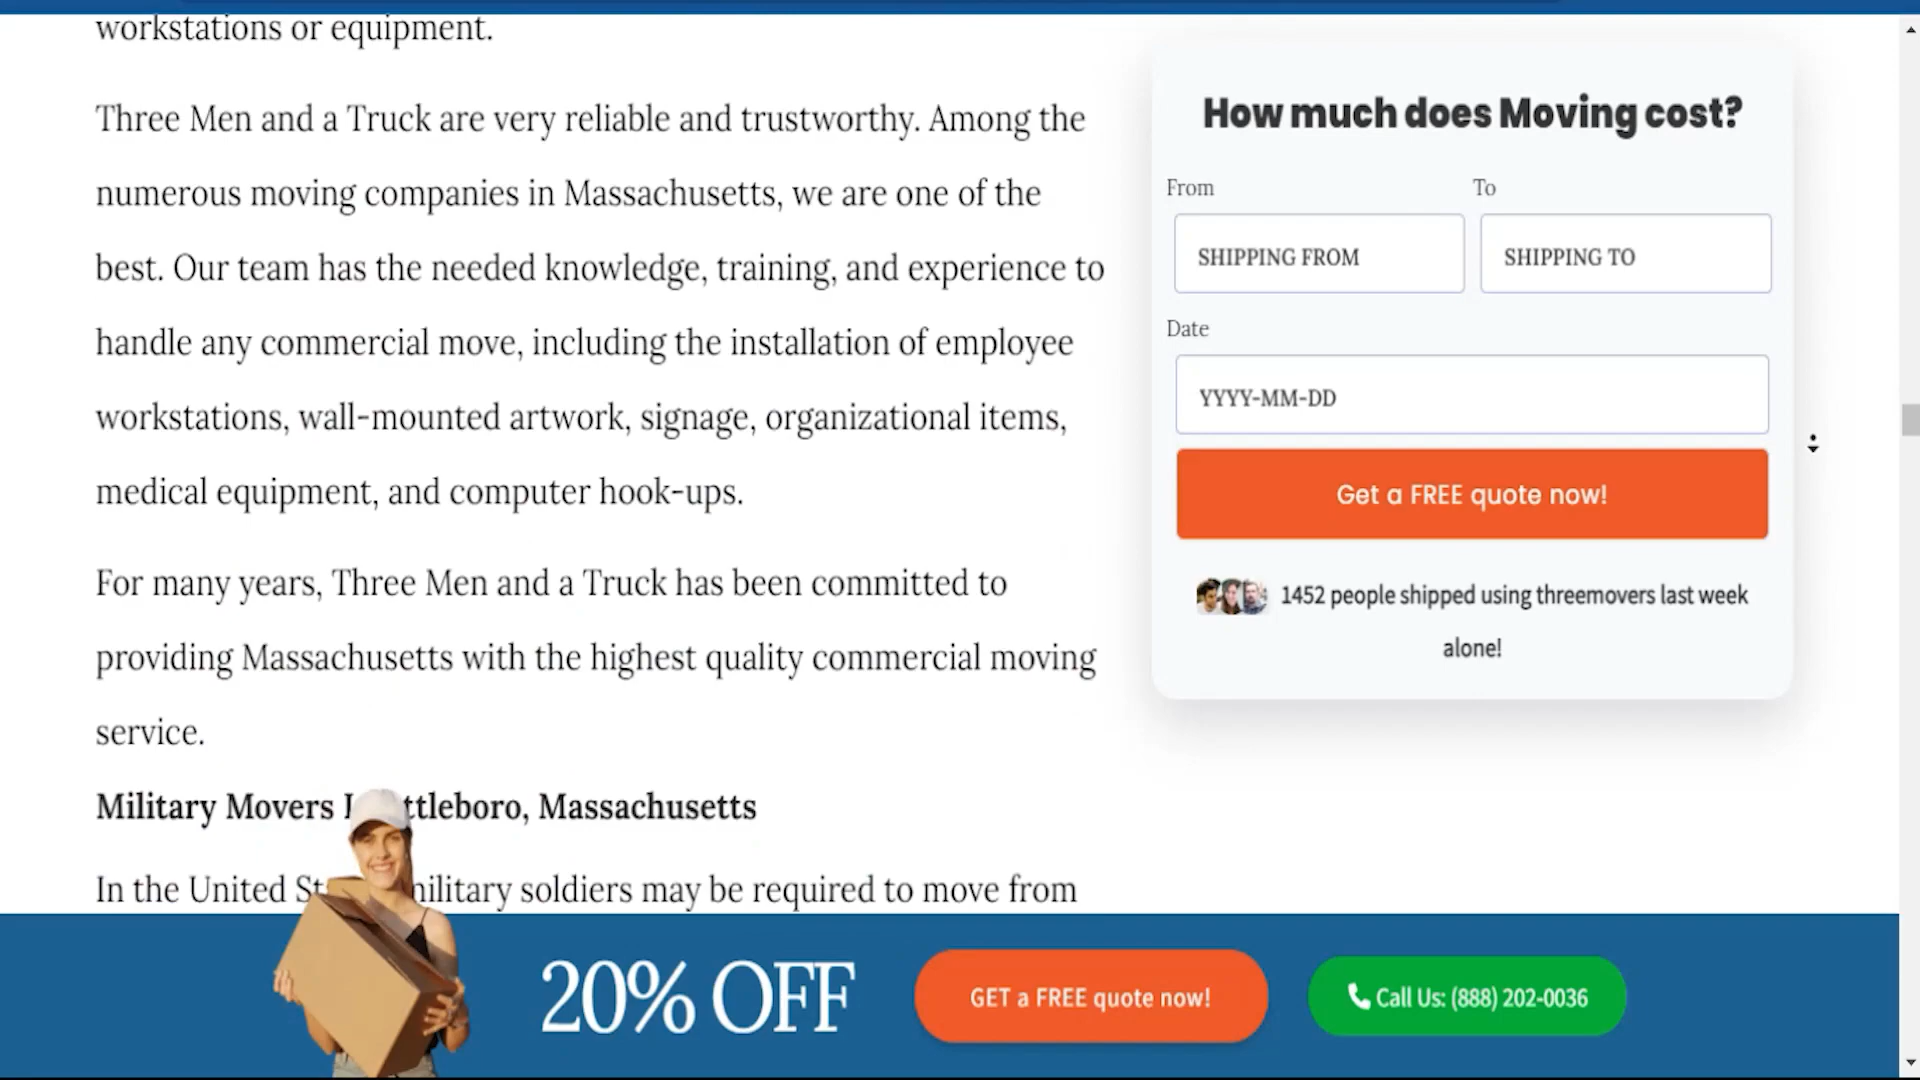 workstations or equipment.
Three Men and a Truck are very reliable and trustworthy. Among the
numerous moving companies in Massachusetts, we are one of the
best. Our team has the needed knowledge, training, and experience to
handle any commercial move, including the installation of employee
workstations, wall-mounted artwork, signage, organizational items,
medical equipment, and computer hook-ups.
For many years, Three Men and a Truck has been committed to
providing Massachusetts with the highest quality commercial moving
service.
Military Movers ttleboro, Massachusetts
In the United military soldiers may be required to move from
How much does Moving cost?
From
To
SHIPPING FROM
SHIPPING TO
Date
YYYY-MM-DD
Get a FREE quote now!
1452 people shipped using threemovers last week
alone!
20% OFF
GET a FREE quote now!
Call Us: (888) 202-0036